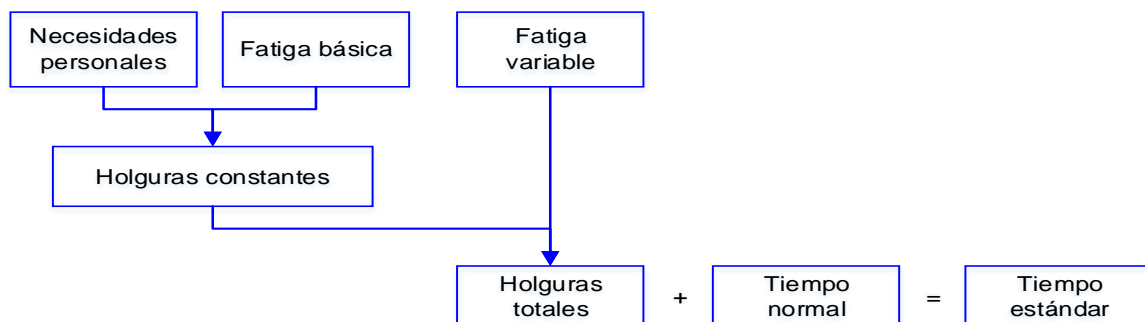 Necesidades
personales
Fatiga básica
Fatiga
variable
Holguras constantes
Holguras
totales
+
Tiempo
normal
=
Tiempo
estándar